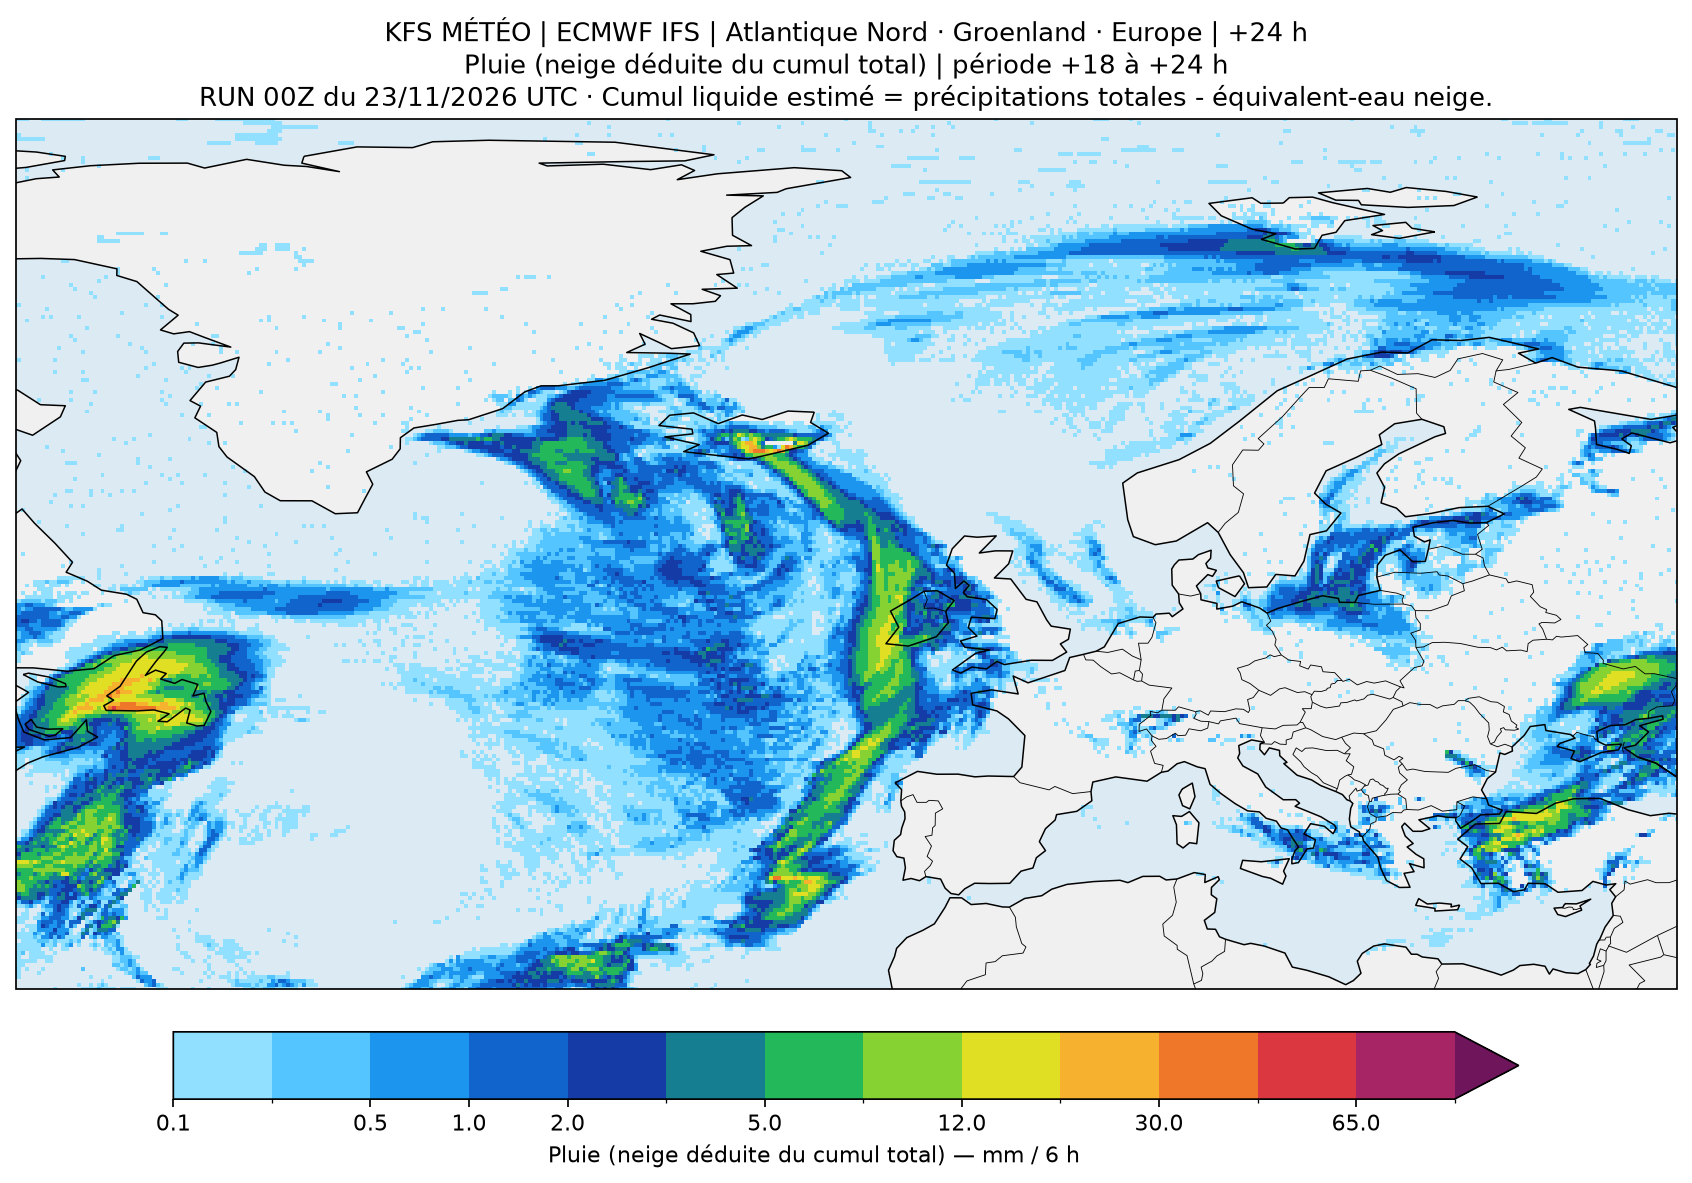 KFS MÉTÉO | ECMWF IFS | Atlantique Nord · Groenland · Europe | +24 h
Pluie (neige déduite du cumul total) | période +18 à +24 h
RUN 00Z du 23/11/2026 UTC · Cumul liquide estimé = précipitations totales - équivalent-eau neige.
0.1 0.5 1.0 2.0 5.0 12.0 30.0 65.0
Pluie (neige déduite du cumul total) — mm / 6 h